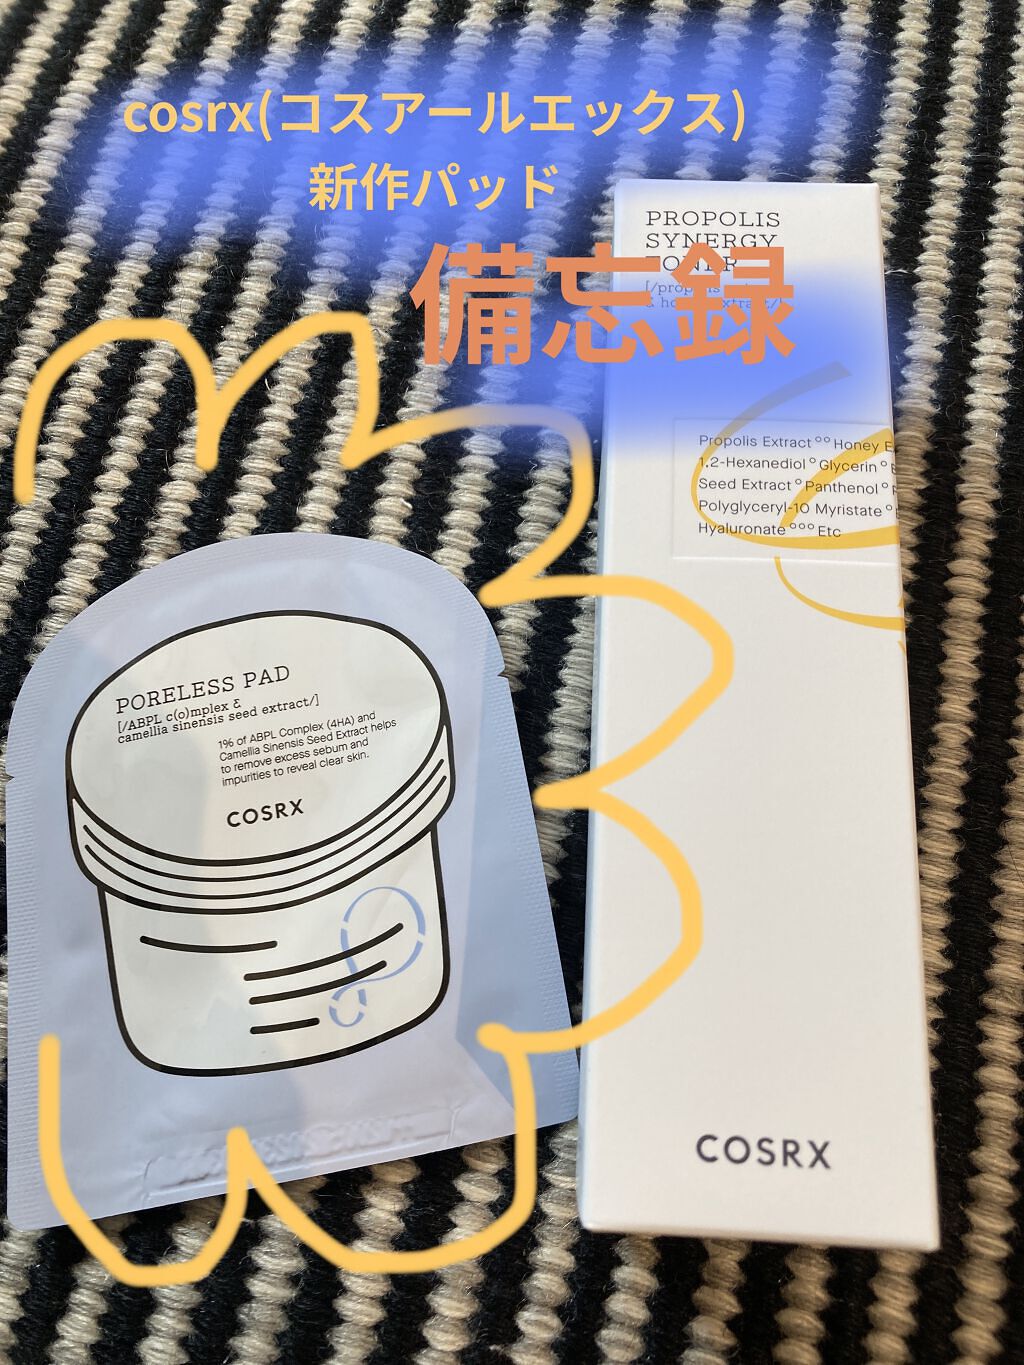 cosrx(コスアールエックス)
新作パッド
備忘録
PROPOLIS
SYNERGY
TONER
Propolis Extract°° Honey E
1,2-Hexanediol° Glycerin°
Seed Extract° Panthenol°
Polyglyceryl-10 Myristate°
Hyaluronate°°° Etc
COSRX
PORELESS PAD
[/ABPL c(o)mplex &
camellia sinensis seed extract/]
1% of ABPL Complex (4HA) and
Camellia Sinensis Seed Extract helps
to remove excess sebum and
impurities to reveal clear skin.
COSRX